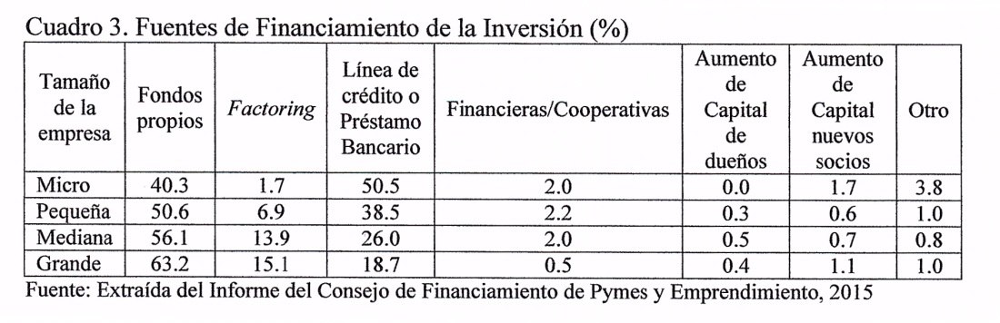 Cuadro 3. Fuentes de Financiamiento de la Inversión (%)
Tamaño de la empresa | Fondos propios | Factoring | Línea de crédito o Préstamo Bancario | Financieras/Cooperativas | Aumento de Capital de dueños | Aumento de Capital nuevos socios | Otro
Micro | 40.3 | 1.7 | 50.5 | 2.0 | 0.0 | 1.7 | 3.8
Pequeña | 50.6 | 6.9 | 38.5 | 2.2 | 0.3 | 0.6 | 1.0
Mediana | 56.1 | 13.9 | 26.0 | 2.0 | 0.5 | 0.7 | 0.8
Grande | 63.2 | 15.1 | 18.7 | 0.5 | 0.4 | 1.1 | 1.0
Fuente: Extraída del Informe del Consejo de Financiamiento de Pymes y Emprendimiento, 2015